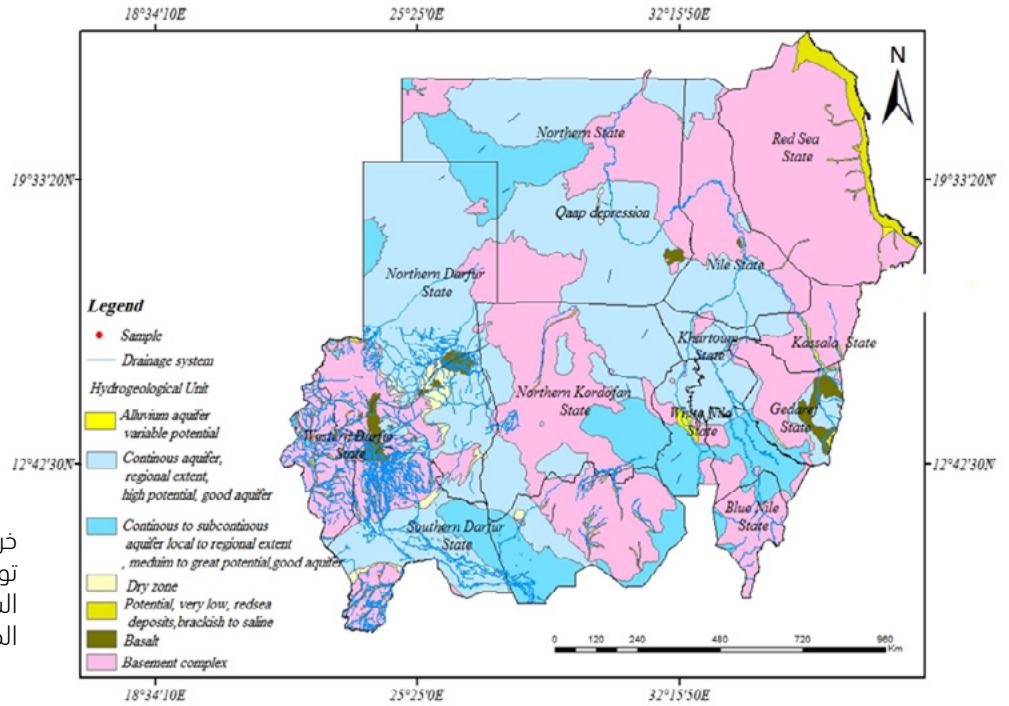 18°34'10E 25°25'0E 32°15'50E
N
Northern State
Red Sea
State
19°33'20N 19°33'20N
Qaap depression
Nile State
Northern Darfur
State
Legend
Sample
Khartoum
State
Kassala State
Drainage system
Hydrogeological Unit
Northern Kordofan
State
White Nile
State
Gedaref
State
Alluvium aquifer
variable potential
Western Darfur
State
12°42'30N 12°42'30N
Continous aquifer,
regional extent,
high potential, good aquifer
Blue Nile
State
Southern Darfur
State
Continous to subcontinous
aquifer local to regional extent
, meduim to great potential,good aquifer
Dry zone
Potential, very low, redsea
deposits,brackish to saline
Basalt
Basement complex
0 120 240 480 720 960
Km
18°34'10E 25°25'0E 32°15'50E